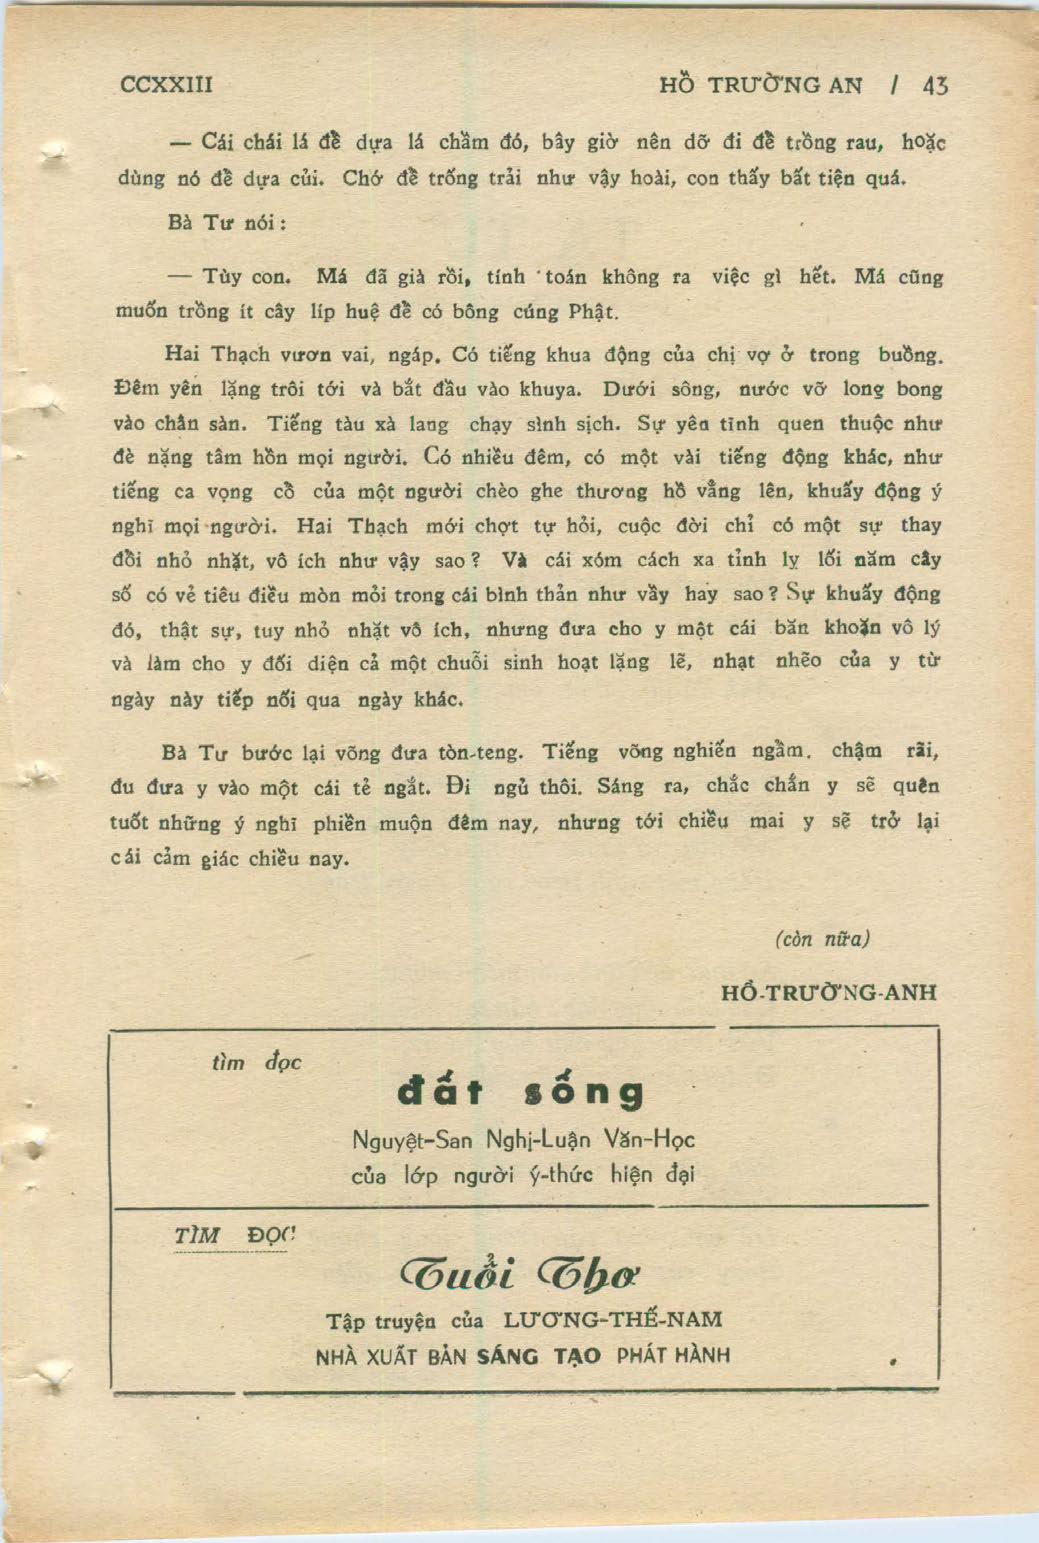 CCXXIII HỒ TRƯỜNG AN / 43
— Cái chái lá để dựa lá chầm đó, bây giờ nên dỡ đi để trồng rau, hoặc
dùng nó để dựa củi. Chớ để trống trải như vậy hoài, con thấy bất tiện quá.
Bà Tư nói :
— Tùy con. Má đã già rồi, tính toán không ra việc gì hết. Má cũng
muốn trồng ít cây líp huệ để có bông cúng Phật.
Hai Thạch vươn vai, ngáp. Có tiếng khua động của chị vợ ở trong buồng.
Đêm yên lặng trôi tới và bắt đầu vào khuya. Dưới sông, nước vỡ long bong
vào chân sàn. Tiếng tàu xà lang chạy sình sịch. Sự yên tĩnh quen thuộc như
đè nặng tâm hồn mọi người. Có nhiều đêm, có một vài tiếng động khác, như
tiếng ca vọng cổ của một người chèo ghe thương hồ vẳng lên, khuấy động ý
nghĩ mọi người. Hai Thạch mới chợt tự hỏi, cuộc đời chỉ có một sự thay
đổi nhỏ nhặt, vô ích như vậy sao ? Và cái xóm cách xa tỉnh lỵ lối năm cây
số có vẻ tiêu điều mòn mỏi trong cái bình thản như vầy hay sao ? Sự khuấy động
đó, thật sự, tuy nhỏ nhặt vô ích, nhưng đưa cho y một cái băn khoăn vô lý
và làm cho y đối diện cả một chuỗi sinh hoạt lặng lẽ, nhạt nhẽo của y từ
ngày này tiếp nối qua ngày khác.
Bà Tư bước lại võng đưa tòn-teng. Tiếng võng nghiến ngầm, chậm rãi,
đu đưa y vào một cái tẻ ngắt. Đi ngủ thôi. Sáng ra, chắc chắn y sẽ quên
tuốt những ý nghĩ phiền muộn đêm nay, nhưng tới chiều mai y sẽ trở lại
cái cảm giác chiều nay.
(còn nữa)
HỒ-TRƯỜNG-ANH
tìm đọc
đất sống
Nguyệt-San Nghị-Luận Văn-Học
của lớp người ý-thức hiện đại
TÌM ĐỌC
Tuổi Thơ
Tập truyện của LƯƠNG-THẾ-NAM
NHÀ XUẤT BẢN SÁNG TẠO PHÁT HÀNH